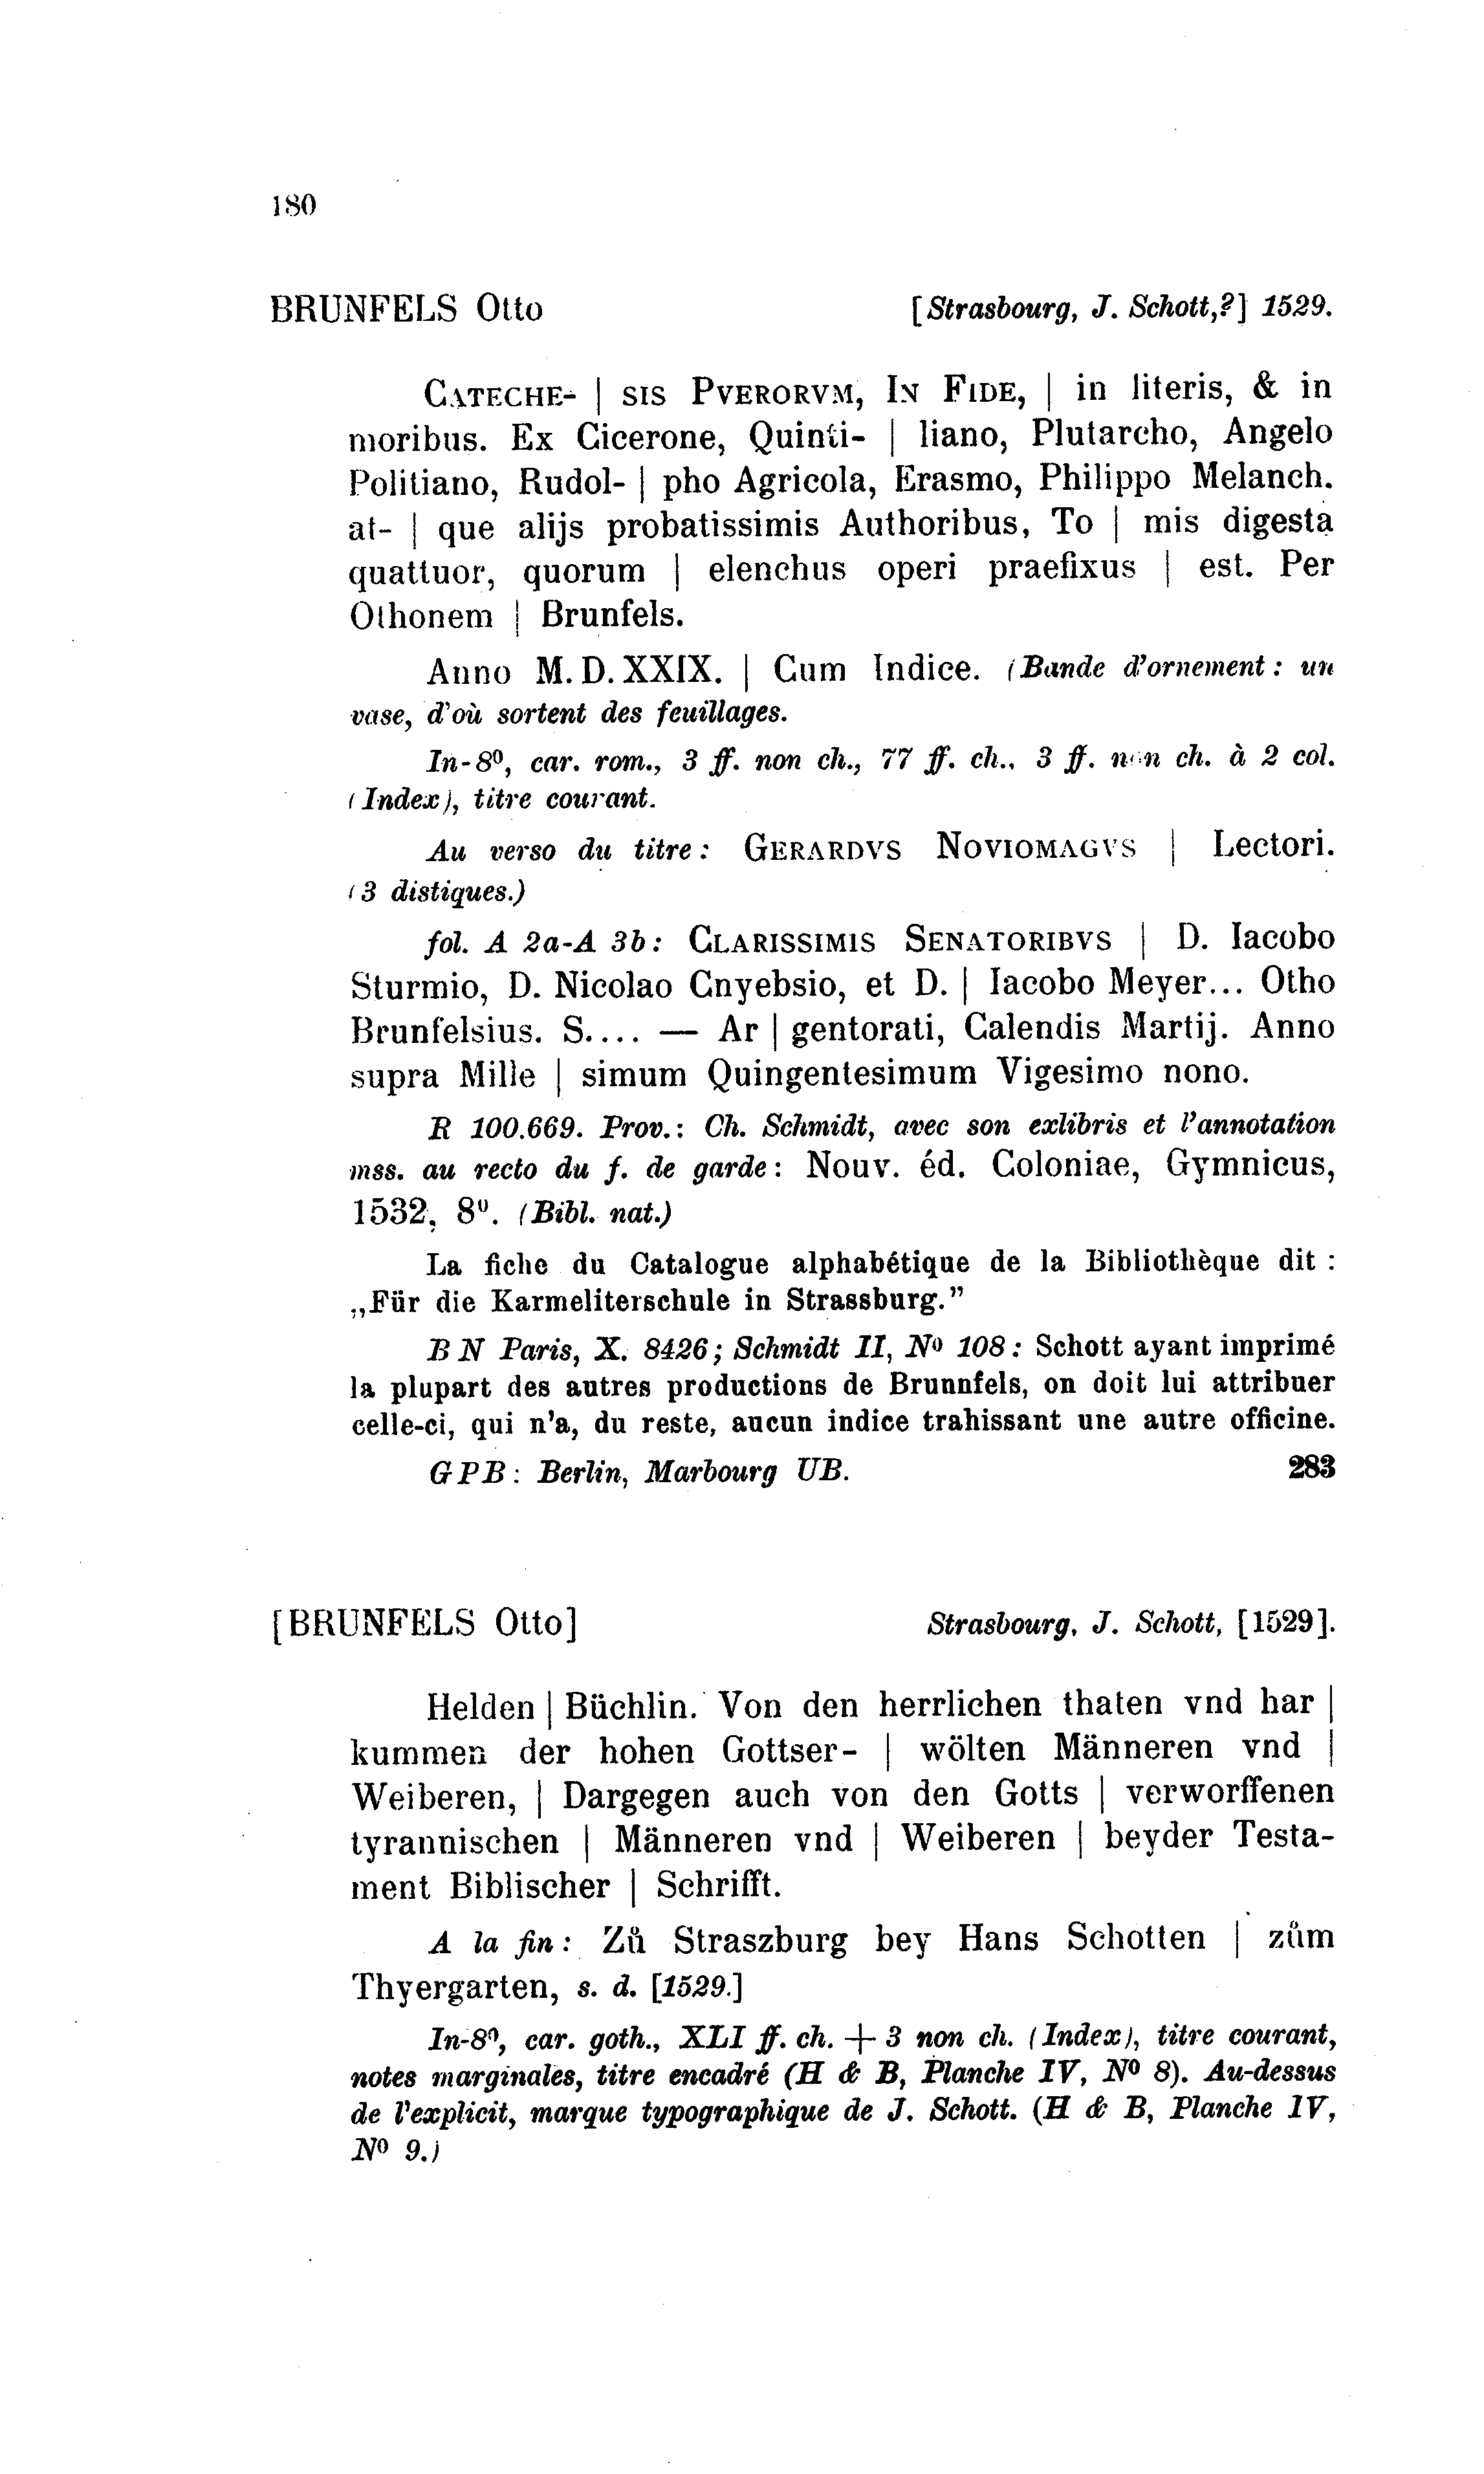 180
BRUNFELS Otto [Strasbourg, J. Schott,?] 1529.
CATECHE- | SIS PVERORVM, IN FIDE, | in literis, & in
moribus. Ex Cicerone, Quinti- | liano, Plutarcho, Angelo
Politiano, Rudol- | pho Agricola, Erasmo, Philippo Melanch.
at- | que alijs probatissimis Authoribus, To | mis digesta
quattuor, quorum | elenchus operi praefixus | est. Per
Othonem | Brunfels.
Anno M. D. XXIX. | Cum Indice. (Bande d'ornement : un
vase, d'où sortent des feuillages.
In-8⁰, car. rom., 3 ff. non ch., 77 ff. ch., 3 ff. non ch. à 2 col.
(Index), titre courant.
Au verso du titre : GERARDVS NOVIOMAGVS | Lectori.
(3 distiques.)
fol. A 2a-A 3b : CLARISSIMIS SENATORIBVS | D. Iacobo
Sturmio, D. Nicolao Cnyebsio, et D. | Iacobo Meyer... Otho
Brunfelsius. S.... — Ar | gentorati, Calendis Martij. Anno
supra Mille | simum Quingentesimum Vigesimo nono.
R 100.669. Prov. : Ch. Schmidt, avec son exlibris et l'annotation
mss. au recto du f. de garde : Nouv. éd. Coloniae, Gymnicus,
1532, 8⁰. (Bibl. nat.)
La fiche du Catalogue alphabétique de la Bibliothèque dit :
„Für die Karmeliterschule in Strassburg.”
B N Paris, X. 8426 ; Schmidt II, N⁰ 108 : Schott ayant imprimé
la plupart des autres productions de Brunnfels, on doit lui attribuer
celle-ci, qui n'a, du reste, aucun indice trahissant une autre officine.
GPB : Berlin, Marbourg UB. 283
[BRUNFELS Otto] Strasbourg, J. Schott, [1529].
Helden | Büchlin. Von den herrlichen thaten vnd har |
kummen der hohen Gottser- | wölten Männeren vnd |
Weiberen, | Dargegen auch von den Gotts | verworffenen
tyrannischen | Männeren vnd | Weiberen | beyder Testa-
ment Biblischer | Schrifft.
A la fin : Zů Straszburg bey Hans Schotten | zům
Thyergarten, s. d. [1529.]
In-8⁰, car. goth., XLI ff. ch. + 3 non ch. (Index), titre courant,
notes marginales, titre encadré (H & B, Planche IV, N⁰ 8). Au-dessus
de l'explicit, marque typographique de J. Schott. (H & B, Planche IV,
N⁰ 9.)